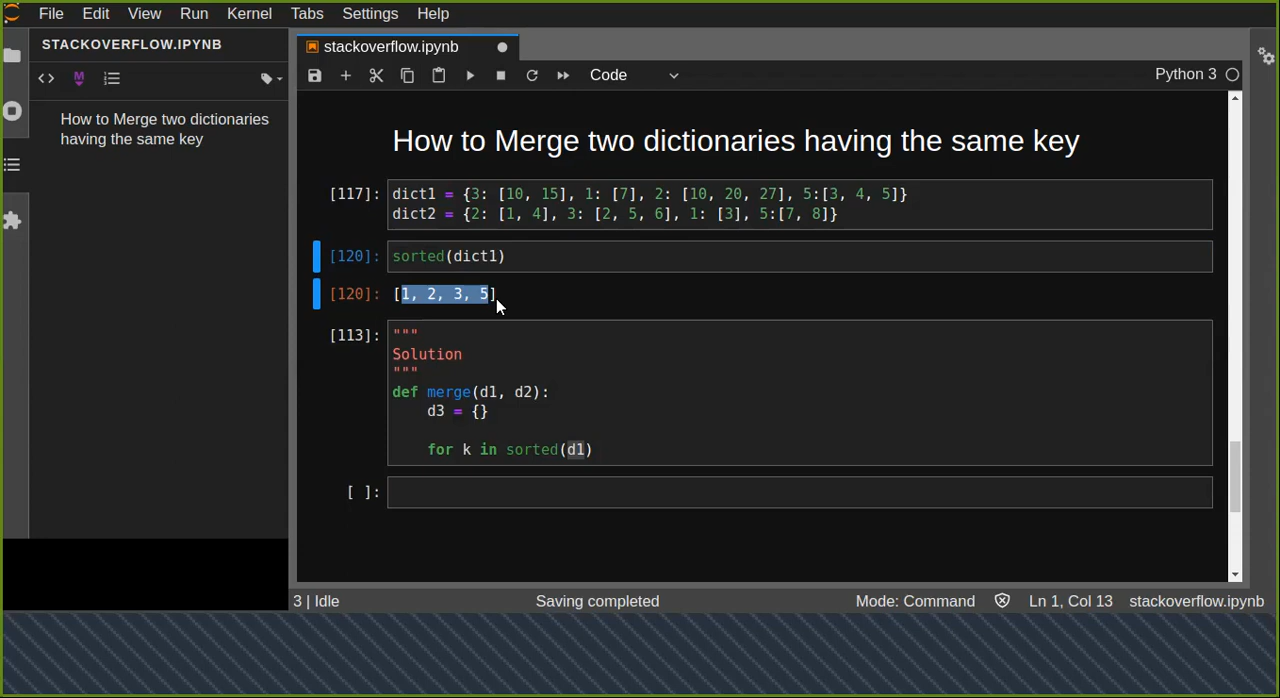 File Edit View Run Kernel Tabs Settings Help
STACKOVERFLOW.IPYNB
stackoverflow.ipynb
Code
Python 3
How to Merge two dictionaries
having the same key
How to Merge two dictionaries having the same key
[117]: dict1 = {3: [10, 15], 1: [7], 2: [10, 20, 27], 5:[3, 4, 5]}
dict2 = {2: [1, 4], 3: [2, 5, 6], 1: [3], 5:[7, 8]}
[120]: sorted(dict1)
[120]: [1, 2, 3, 5]
[113]: """
Solution
"""
def merge(d1, d2):
    d3 = {}
    for k in sorted(d1)
[ ]:
3 | Idle Saving completed Mode: Command Ln 1, Col 13 stackoverflow.ipynb